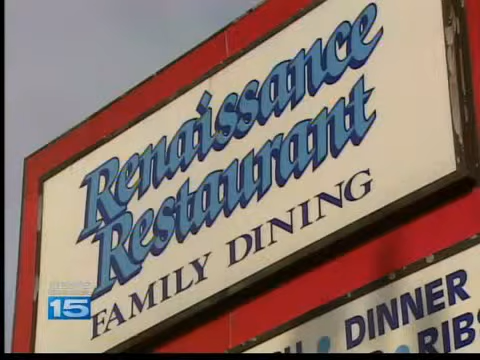 Renaissance
Restaurant
FAMILY DINING
15
DINNER
RIBS